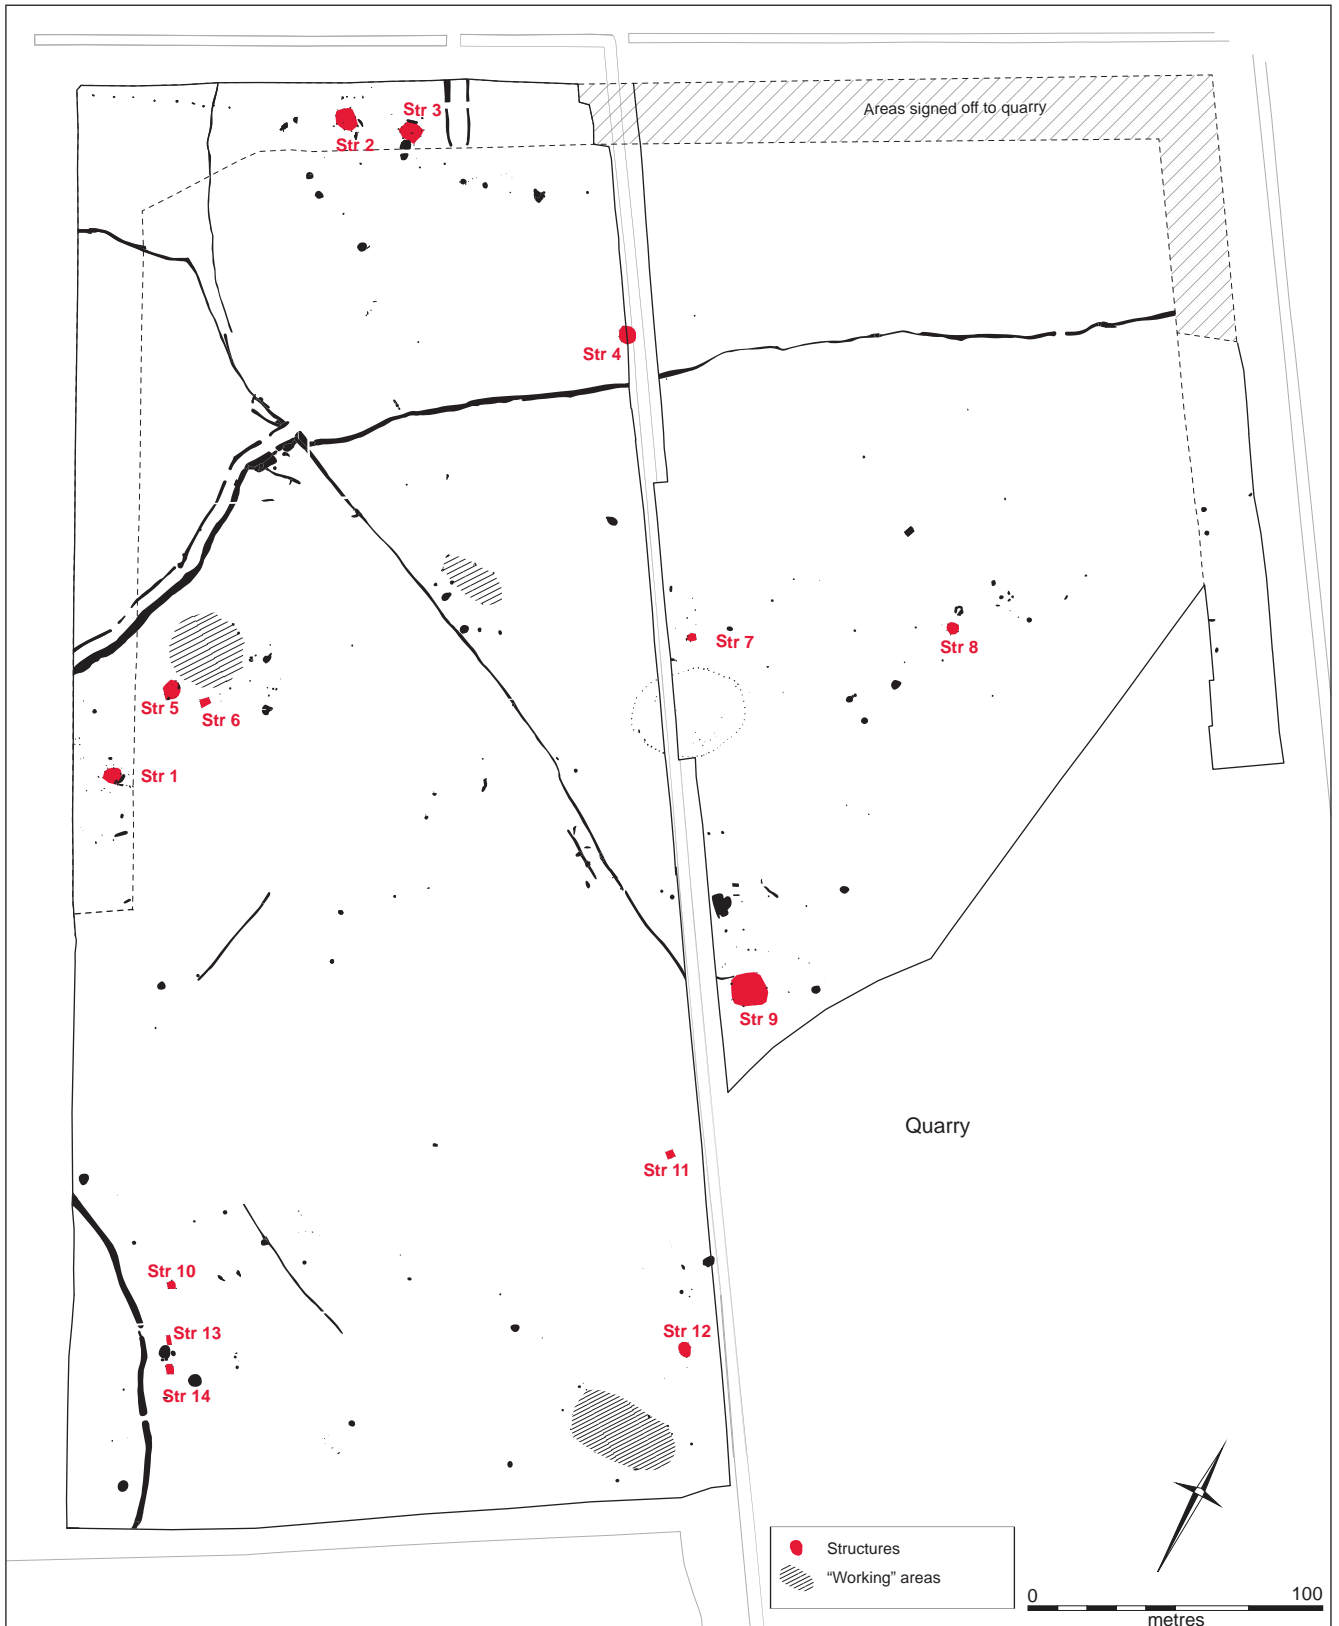 Areas signed off to quarry
Str 3
Str 2
Str 4
Str 7
Str 8
Str 5
Str 6
Str 1
Str 9
Quarry
Str 11
Str 10
Str 13
Str 12
Str 14
Structures
“Working” areas
0 100
metres